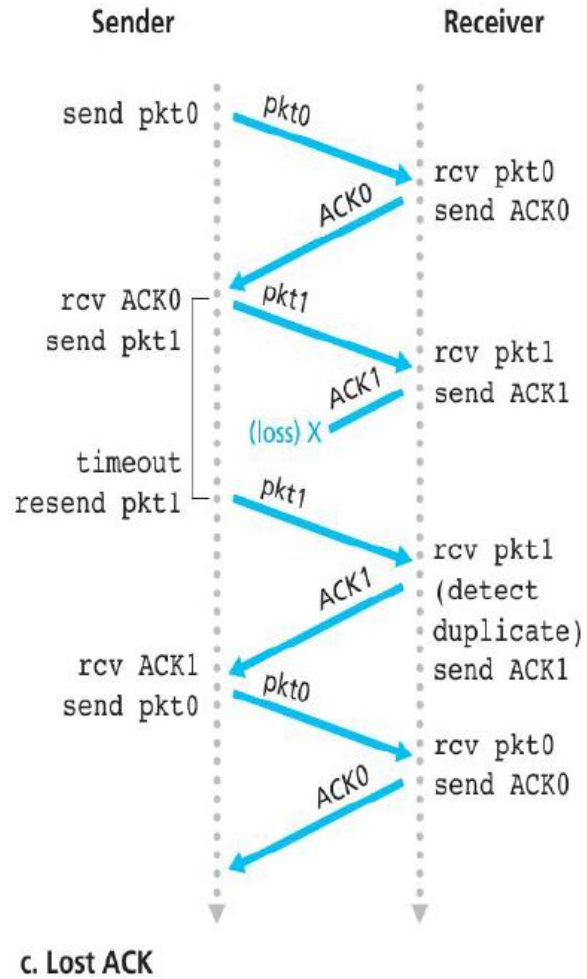 Sender
Receiver
send pkt0
pkt0
rcv pkt0
send ACK0
ACK0
rcv ACK0
send pkt1
pkt1
rcv pkt1
send ACK1
ACK1
(loss) X
timeout
resend pkt1
pkt1
rcv pkt1
(detect
duplicate)
send ACK1
ACK1
rcv ACK1
send pkt0
pkt0
rcv pkt0
send ACK0
ACK0
c. Lost ACK